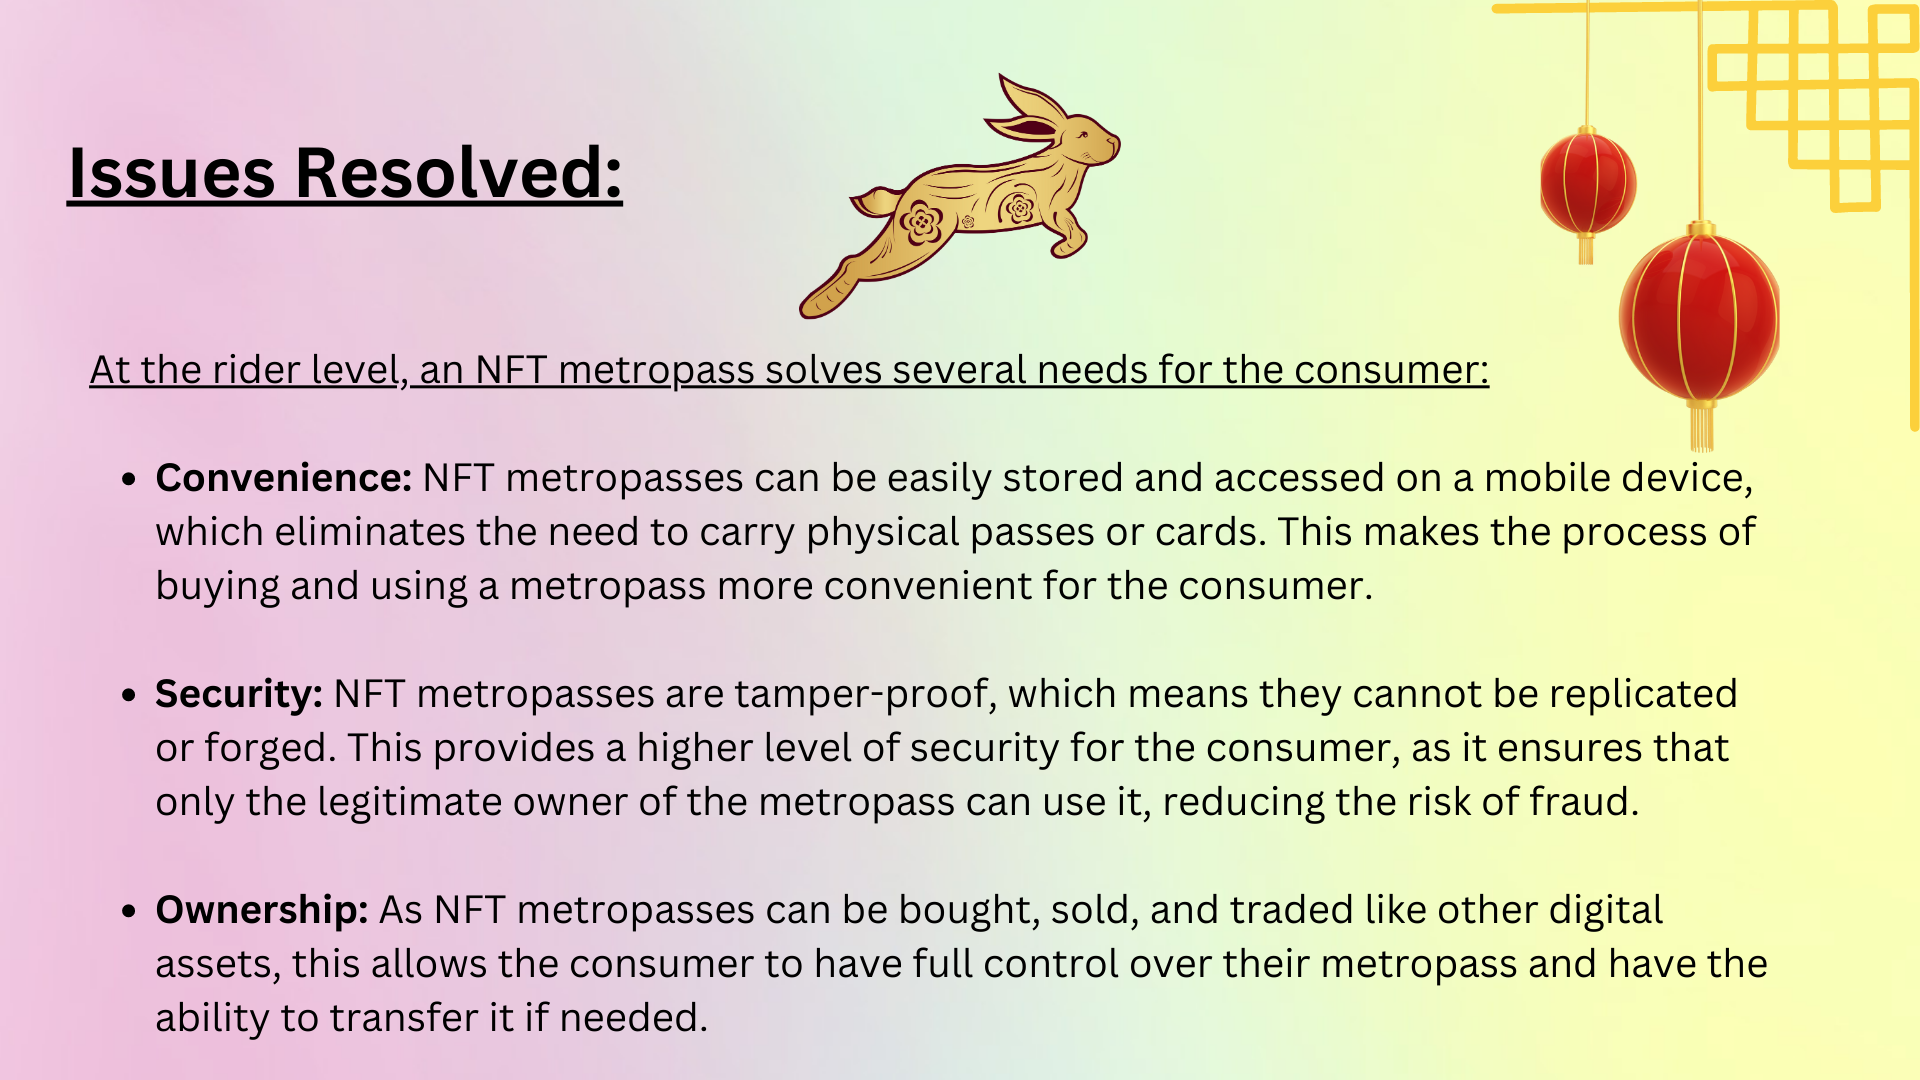 Issues Resolved:
At the rider level, an NFT metropass solves several needs for the consumer:
• Convenience: NFT metropasses can be easily stored and accessed on a mobile device,
which eliminates the need to carry physical passes or cards. This makes the process of
buying and using a metropass more convenient for the consumer.
• Security: NFT metropasses are tamper-proof, which means they cannot be replicated
or forged. This provides a higher level of security for the consumer, as it ensures that
only the legitimate owner of the metropass can use it, reducing the risk of fraud.
• Ownership: As NFT metropasses can be bought, sold, and traded like other digital
assets, this allows the consumer to have full control over their metropass and have the
ability to transfer it if needed.